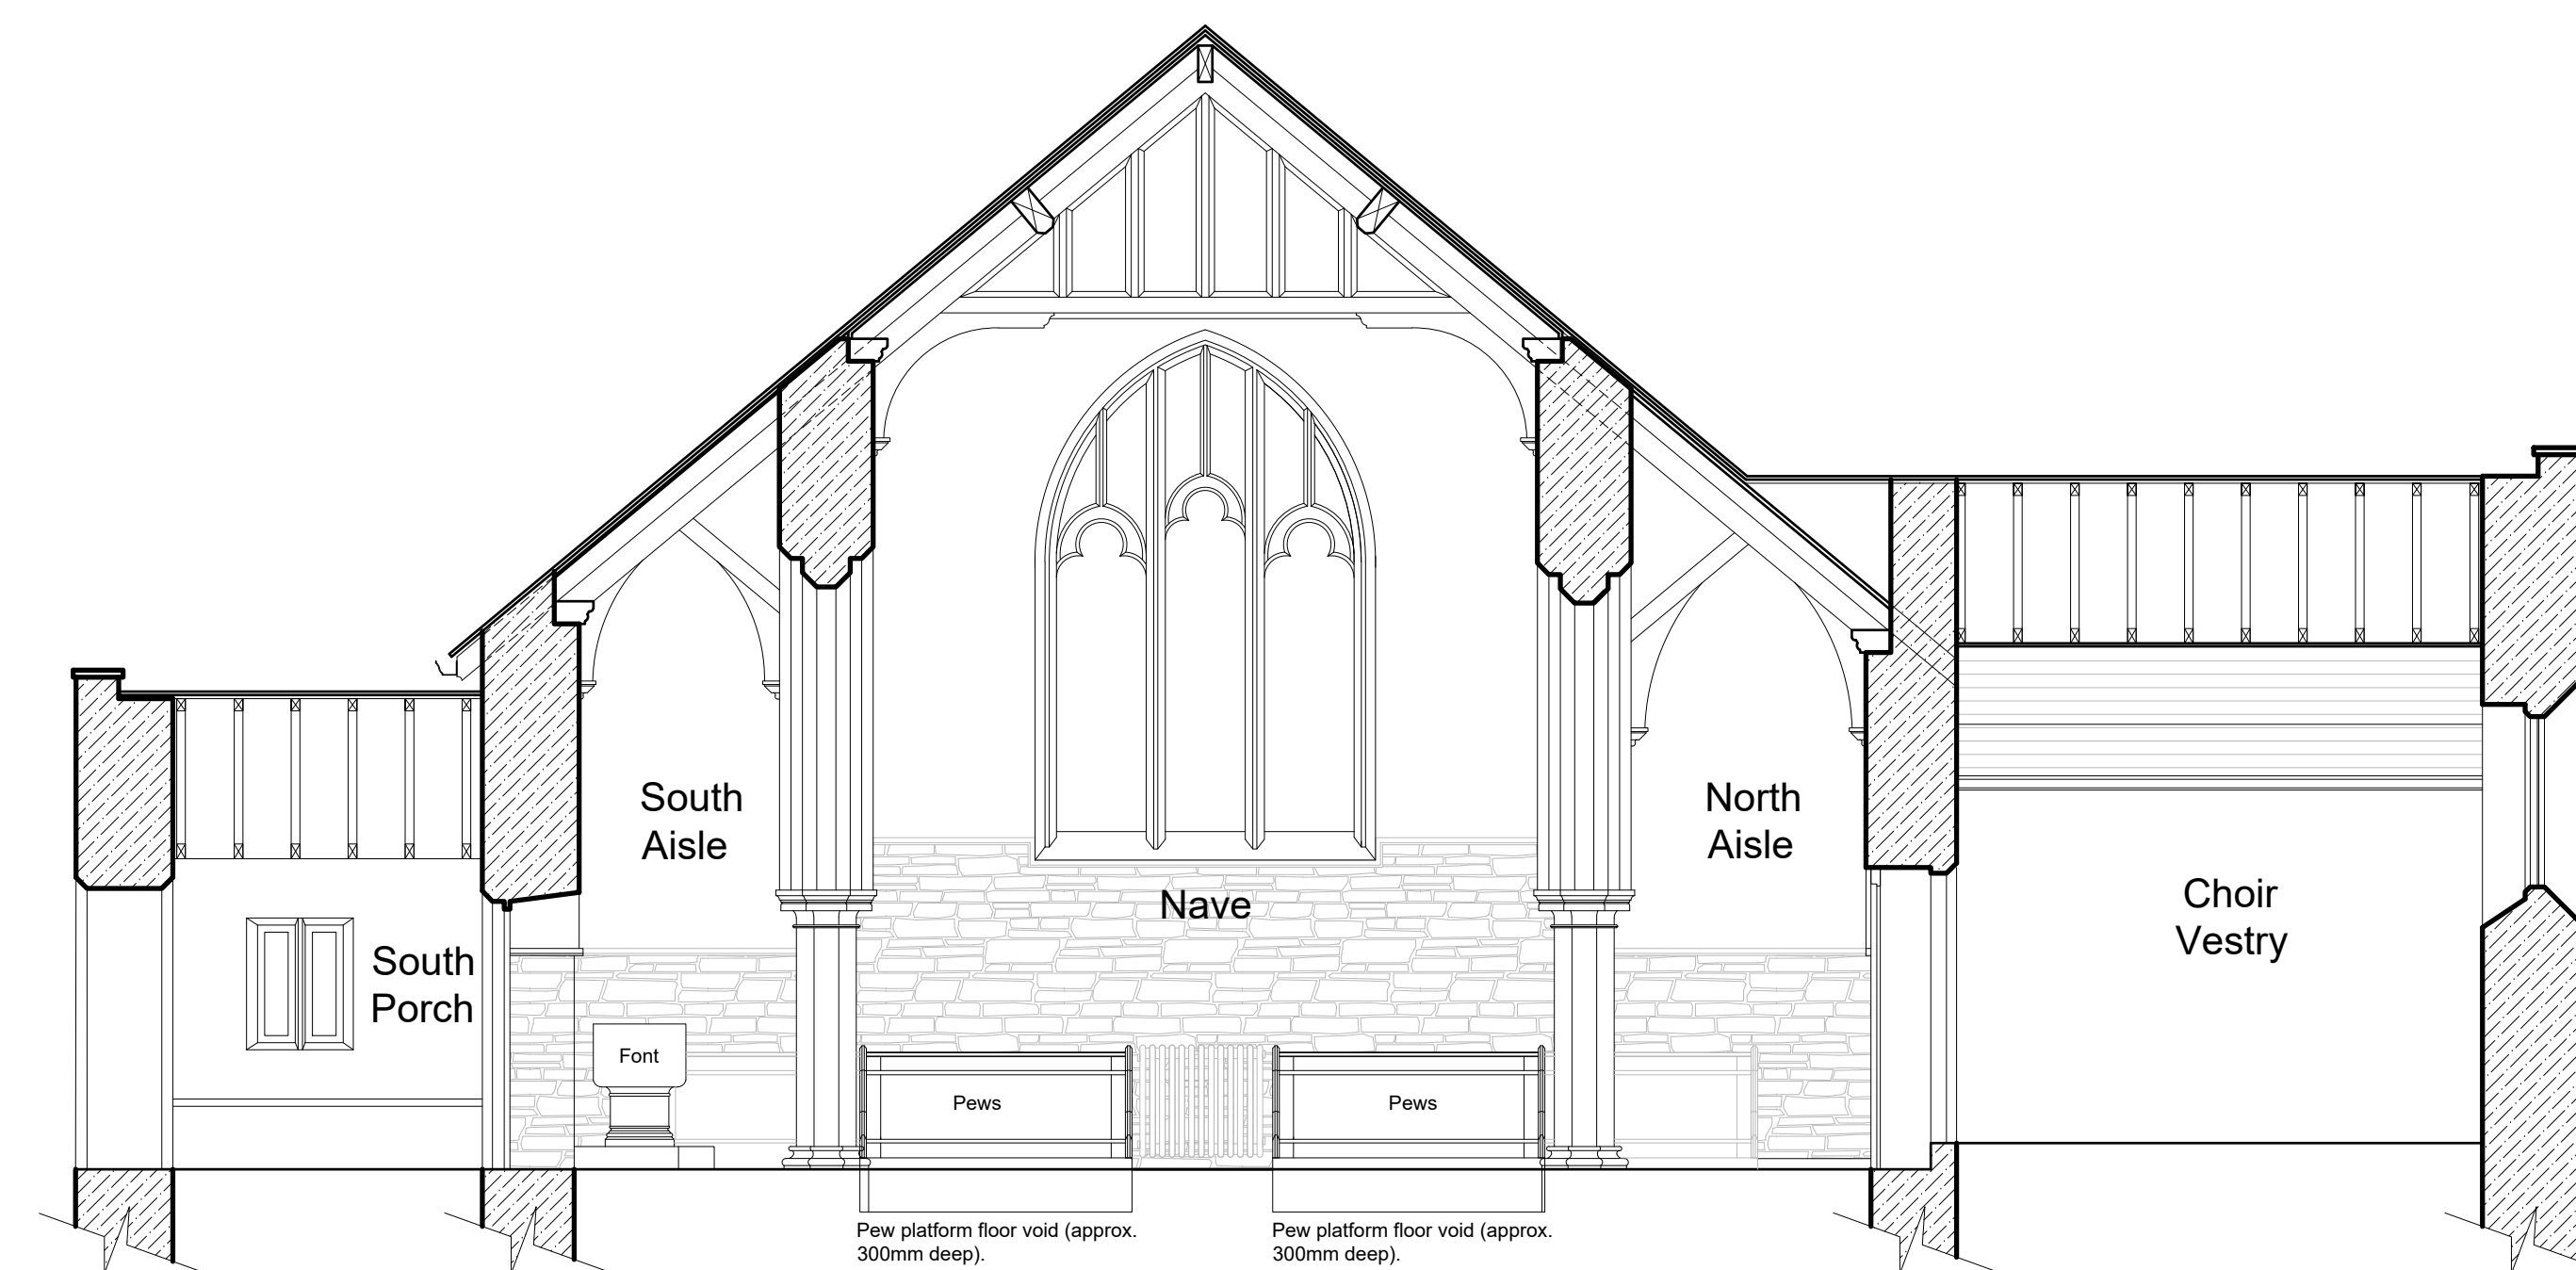 South
Aisle
North
Aisle
Nave
Choir
Vestry
South
Porch
Font
Pews
Pews
Pew platform floor void (approx.
300mm deep).
Pew platform floor void (approx.
300mm deep).